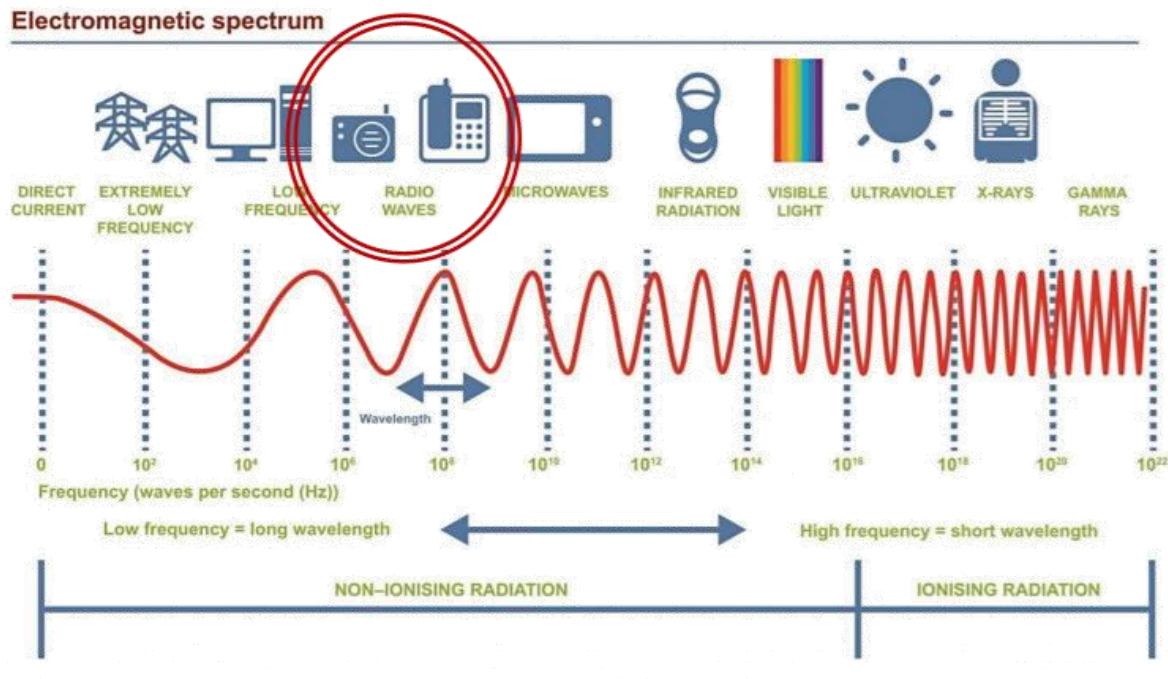 Electromagnetic spectrum
DIRECT
CURRENT
EXTREMELY
LOW
FREQUENCY
LOW
FREQUENCY
RADIO
WAVES
MICROWAVES
INFRARED
RADIATION
VISIBLE
LIGHT
ULTRAVIOLET
X-RAYS
GAMMA
RAYS
Wavelength
0 10² 10⁴ 10⁶ 10⁸ 10¹⁰ 10¹² 10¹⁴ 10¹⁶ 10¹⁸ 10²⁰ 10²²
Frequency (waves per second (Hz))
Low frequency = long wavelength
High frequency = short wavelength
NON–IONISING RADIATION
IONISING RADIATION